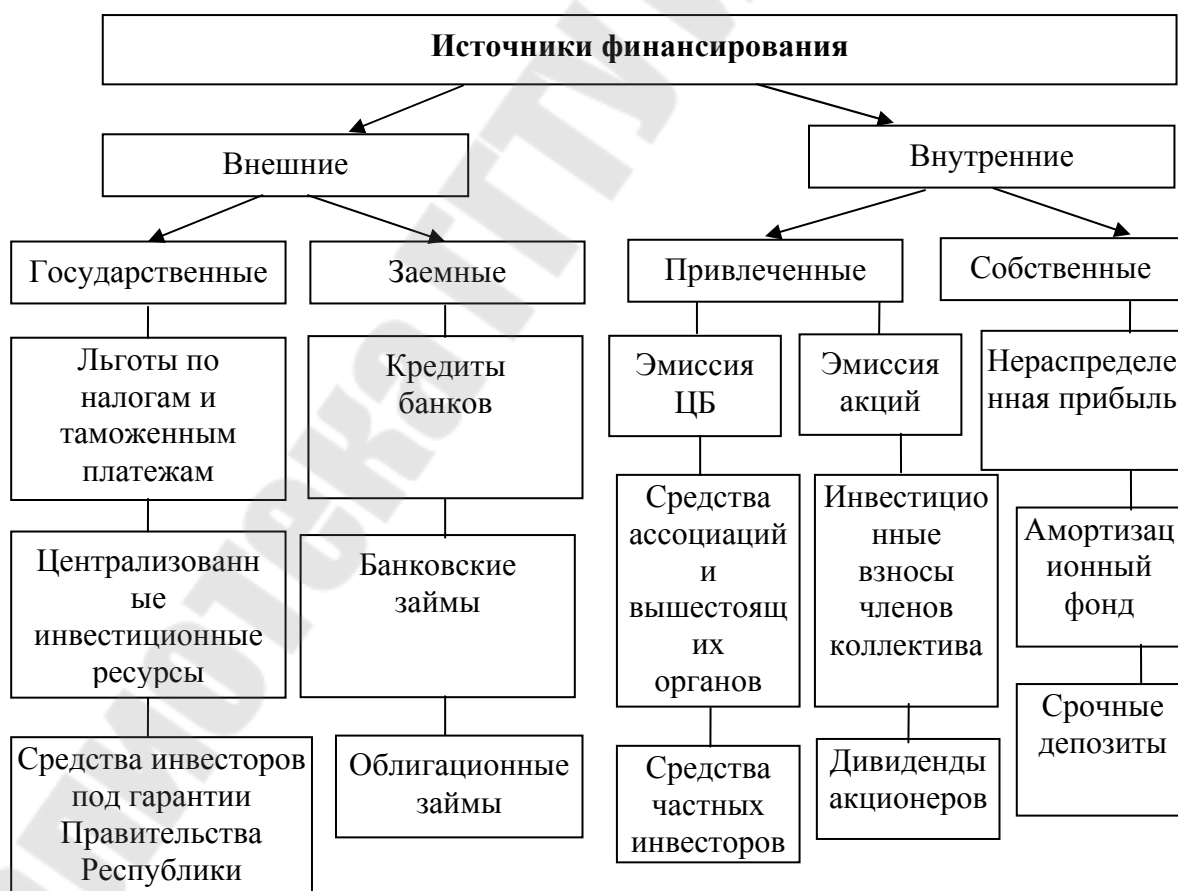 Источники финансирования
Внешние
Внутренние
Государственные
Заемные
Привлеченные
Собственные
Льготы по
налогам и
таможенным
платежам
Кредиты
банков
Эмиссия
ЦБ
Эмиссия
акций
Нераспределе
нная прибыль
Централизованн
ые
инвестиционные
ресурсы
Банковские
займы
Средства
ассоциаций
и
вышестоящ
их
органов
Инвестицио
нные
взносы
членов
коллектива
Амортизац
ионный
фонд
Средства инвесторов
под гарантии
Правительства
Республики
Облигационные
займы
Средства
частных
инвесторов
Дивиденды
акционеров
Срочные
депозиты